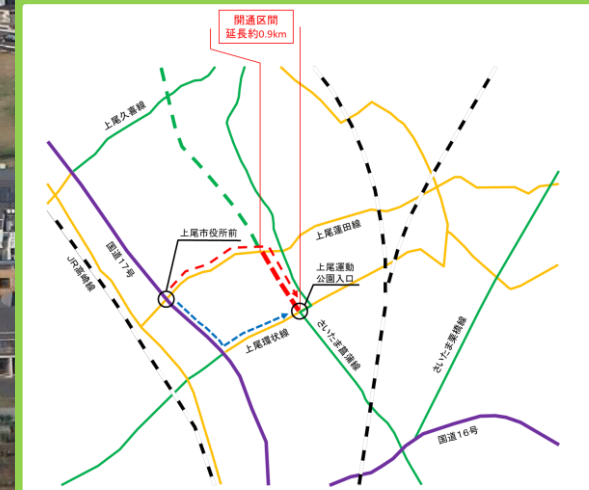 開通区間
延長約0.9km
上尾久喜線
上尾市役所前
上尾蓮田線
国道17号
JR高崎線
上尾運動
公園入口
上尾環状線
さいたま菖蒲線
さいたま栗橋線
国道16号